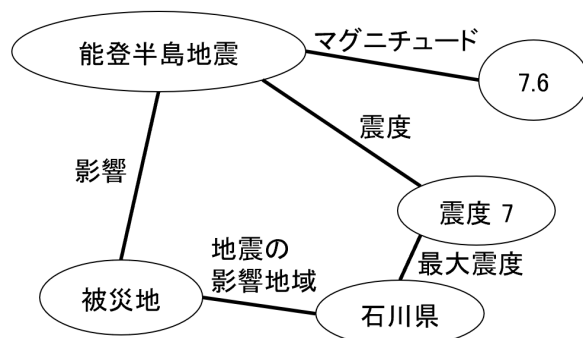 能登半島地震
マグニチュード
7.6
震度
影響
震度 7
地震の
影響地域
最大震度
被災地
石川県